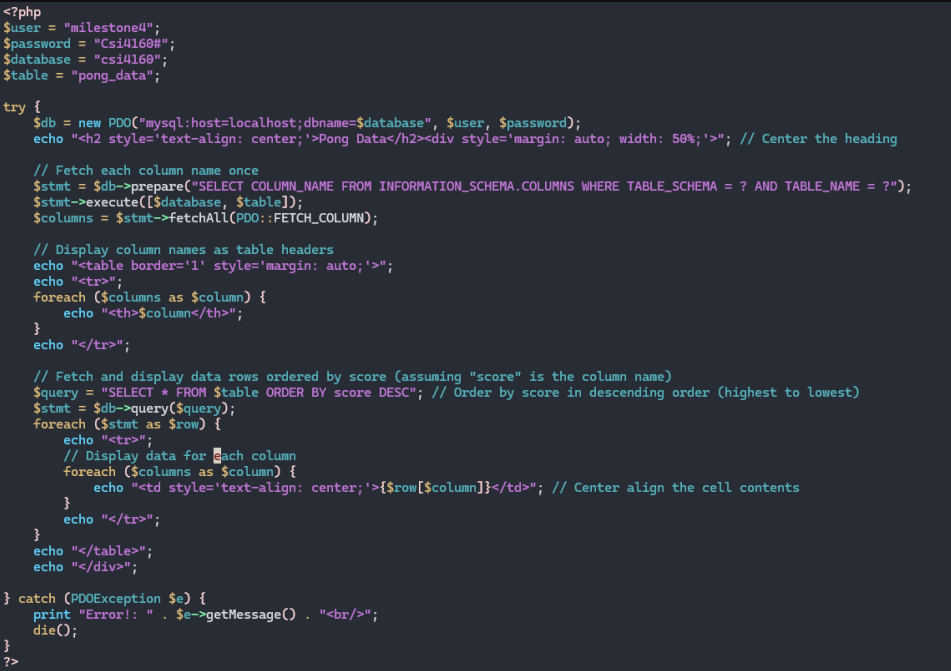 <?php
$user = "milestone4";
$password = "Csi4160#";
$database = "csi4160";
$table = "pong_data";

try {
    $db = new PDO("mysql:host=localhost;dbname=$database", $user, $password);
    echo "<h2 style='text-align: center;'>Pong Data</h2><div style='margin: auto; width: 50%;'>"; // Center the heading

    // Fetch each column name once
    $stmt = $db->prepare("SELECT COLUMN_NAME FROM INFORMATION_SCHEMA.COLUMNS WHERE TABLE_SCHEMA = ? AND TABLE_NAME = ?");
    $stmt->execute([$database, $table]);
    $columns = $stmt->fetchAll(PDO::FETCH_COLUMN);

    // Display column names as table headers
    echo "<table border='1' style='margin: auto;'>";
    echo "<tr>";
    foreach ($columns as $column) {
        echo "<th>$column</th>";
    }
    echo "</tr>";

    // Fetch and display data rows ordered by score (assuming "score" is the column name)
    $query = "SELECT * FROM $table ORDER BY score DESC"; // Order by score in descending order (highest to lowest)
    $stmt = $db->query($query);
    foreach ($stmt as $row) {
        echo "<tr>";
        // Display data for each column
        foreach ($columns as $column) {
            echo "<td style='text-align: center;'>{$row[$column]}</td>"; // Center align the cell contents
        }
        echo "</tr>";
    }
    echo "</table>";
    echo "</div>";

} catch (PDOException $e) {
    print "Error!: " . $e->getMessage() . "<br/>";
    die();
}
?>